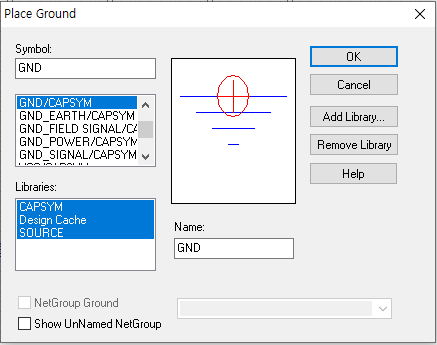 Place Ground
Symbol:
GND
GND/CAPSYM
GND_EARTH/CAPSYM
GND_FIELD SIGNAL/CA
GND_POWER/CAPSYM
GND_SIGNAL/CAPSYM
Libraries:
CAPSYM
Design Cache
SOURCE
Name:
GND
OK
Cancel
Add Library...
Remove Library
Help
NetGroup Ground
Show UnNamed NetGroup